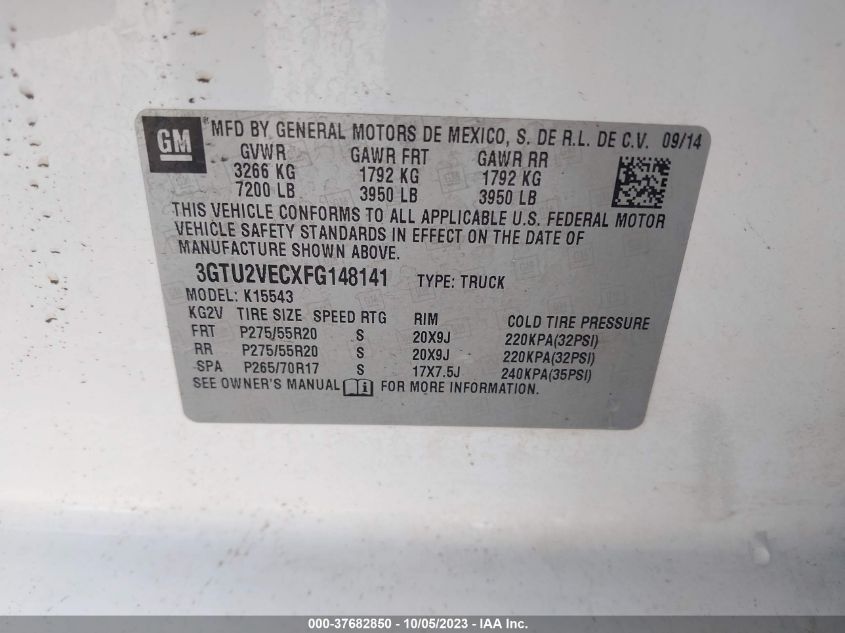 GM ® MFD BY GENERAL MOTORS DE MEXICO, S. DE R.L. DE C.V. 09/14
GVWR GAWR FRT GAWR RR
3266 KG 1792 KG 1792 KG
7200 LB 3950 LB 3950 LB
THIS VEHICLE CONFORMS TO ALL APPLICABLE U.S. FEDERAL MOTOR
VEHICLE SAFETY STANDARDS IN EFFECT ON THE DATE OF
MANUFACTURE SHOWN ABOVE.
3GTU2VECXFG148141 TYPE: TRUCK
MODEL: K15543
KG2V TIRE SIZE SPEED RTG RIM COLD TIRE PRESSURE
FRT P275/55R20 S 20X9J 220KPA(32PSI)
RR P275/55R20 S 20X9J 220KPA(32PSI)
SPA P265/70R17 S 17X7.5J 240KPA(35PSI)
SEE OWNER'S MANUAL FOR MORE INFORMATION.
000-37682850 - 10/05/2023 - IAA Inc.